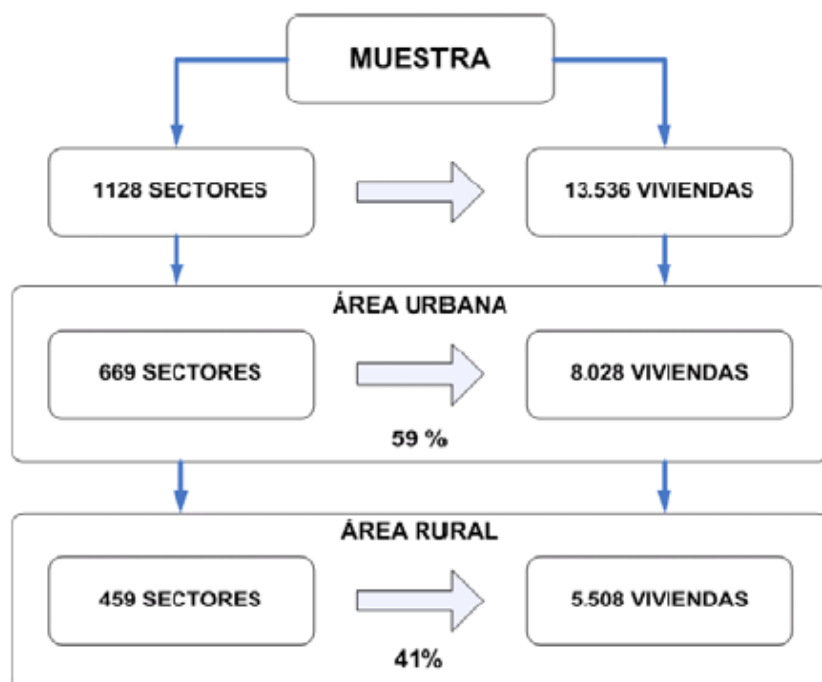 MUESTRA
1128 SECTORES
13.536 VIVIENDAS
ÁREA URBANA
669 SECTORES
8.028 VIVIENDAS
59 %
ÁREA RURAL
459 SECTORES
5.508 VIVIENDAS
41%